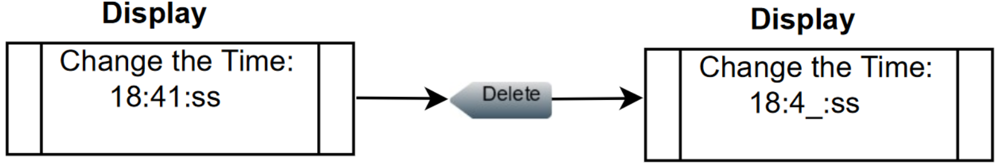 Display
Change the Time:
18:41:ss
Delete
Display
Change the Time:
18:4_:ss